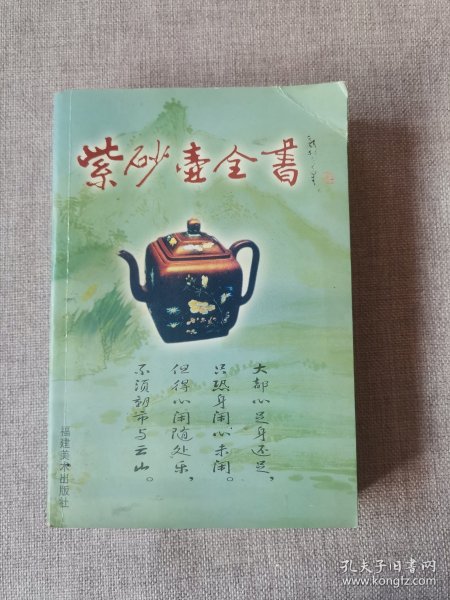 紫砂壶全書
大都心足身还足，
只恐身闲心未闲。
但得心闲随处乐，
不须朝市与云山。
福建美术出版社
孔夫子旧书网
www.kongfz.com